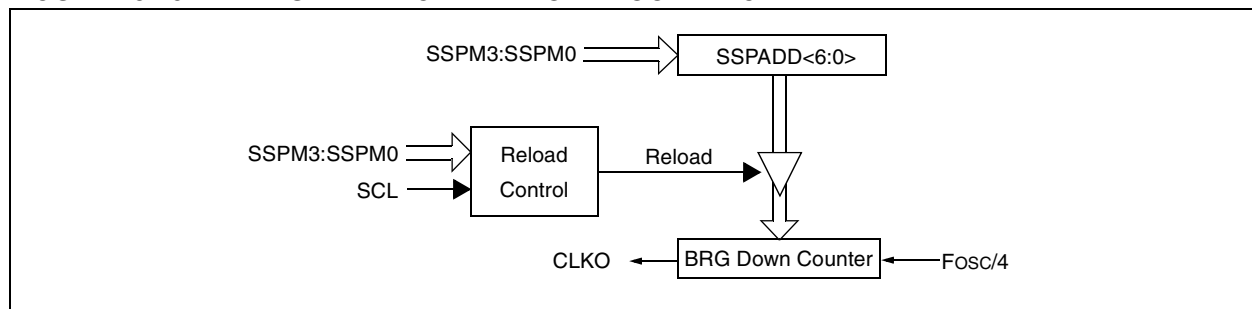 SSPM3:SSPM0
SSPADD<6:0>
SSPM3:SSPM0
SCL
Reload
Control
Reload
CLKO
BRG Down Counter
FOSC/4